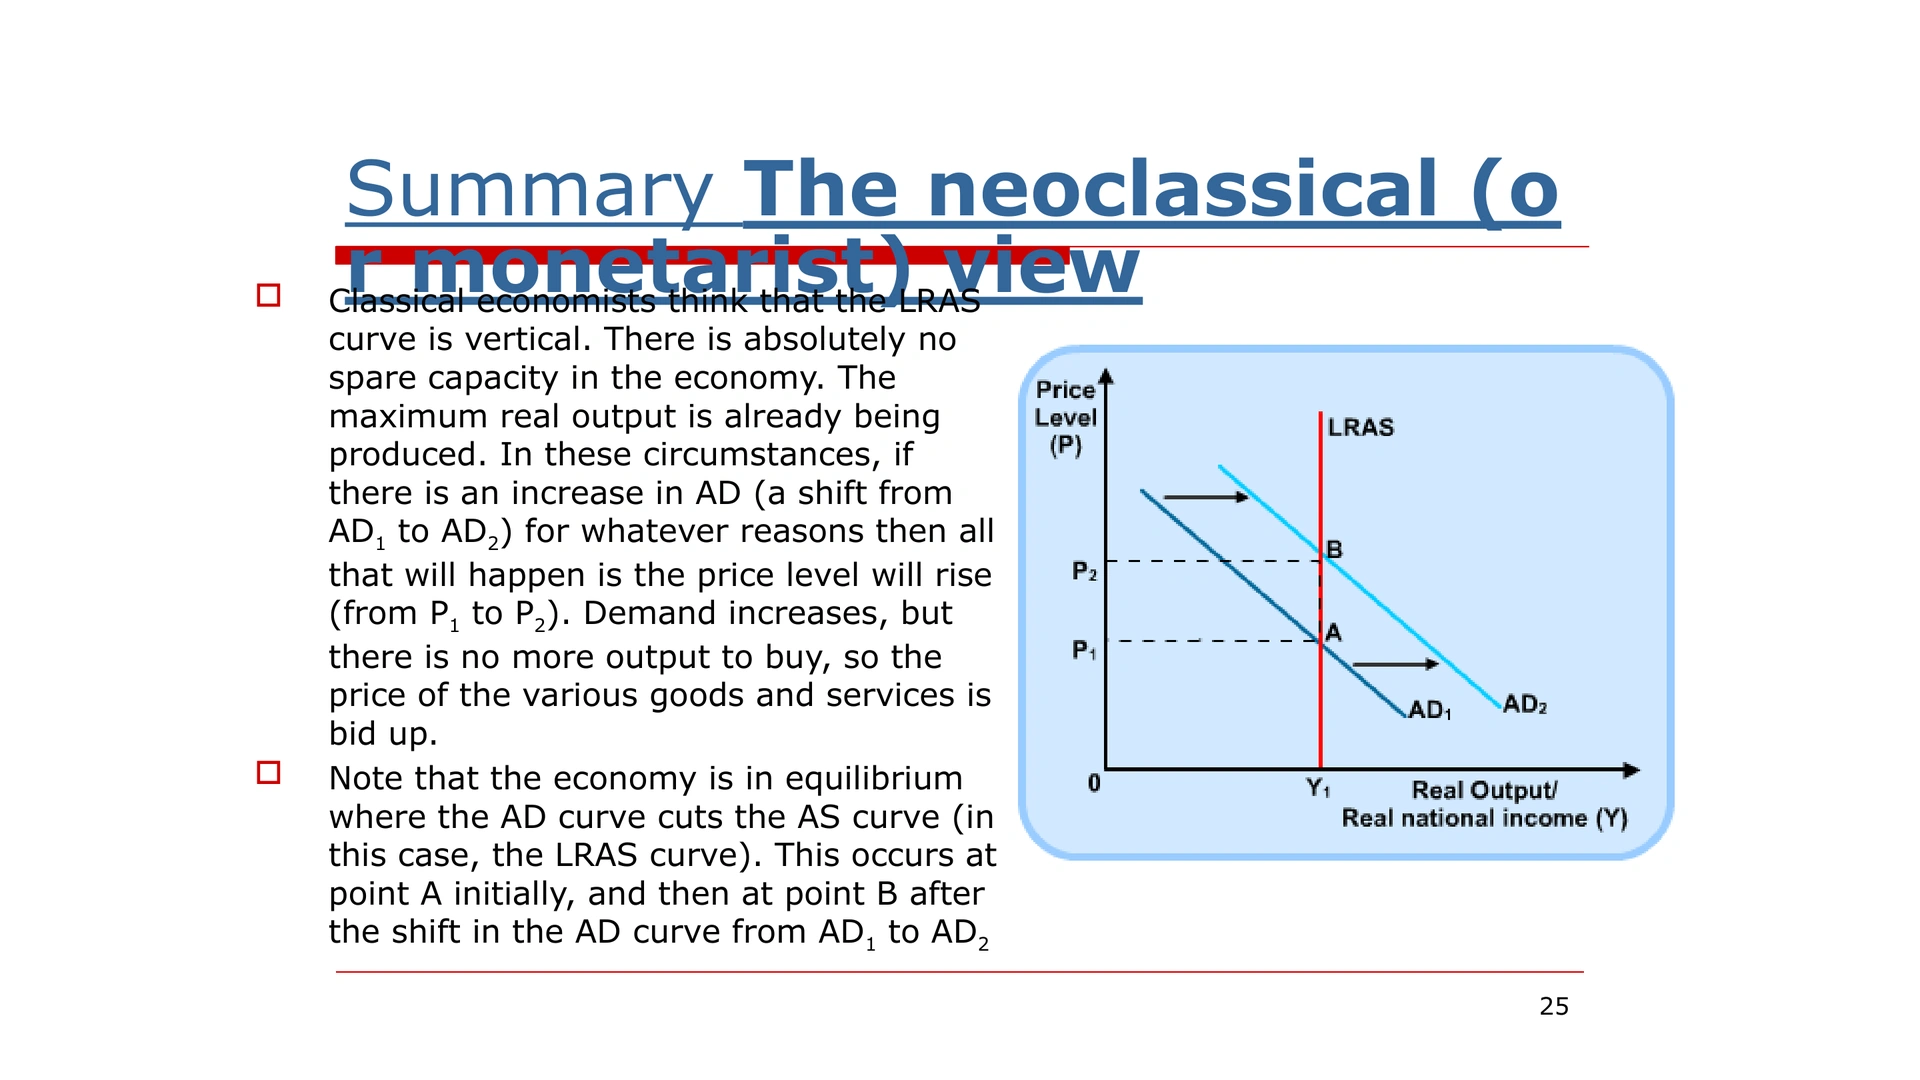 Summary The neoclassical (o
r monetarist) view
Classical economists think that the LRAS
curve is vertical. There is absolutely no
spare capacity in the economy. The
maximum real output is already being
produced. In these circumstances, if
there is an increase in AD (a shift from
AD1 to AD2) for whatever reasons then all
that will happen is the price level will rise
(from P1 to P2). Demand increases, but
there is no more output to buy, so the
price of the various goods and services is
bid up.
Note that the economy is in equilibrium
where the AD curve cuts the AS curve (in
this case, the LRAS curve). This occurs at
point A initially, and then at point B after
the shift in the AD curve from AD1 to AD2
Price
Level
(P)
LRAS
B
P2
A
P1
AD1
AD2
0
Y1
Real Output/
Real national income (Y)
25